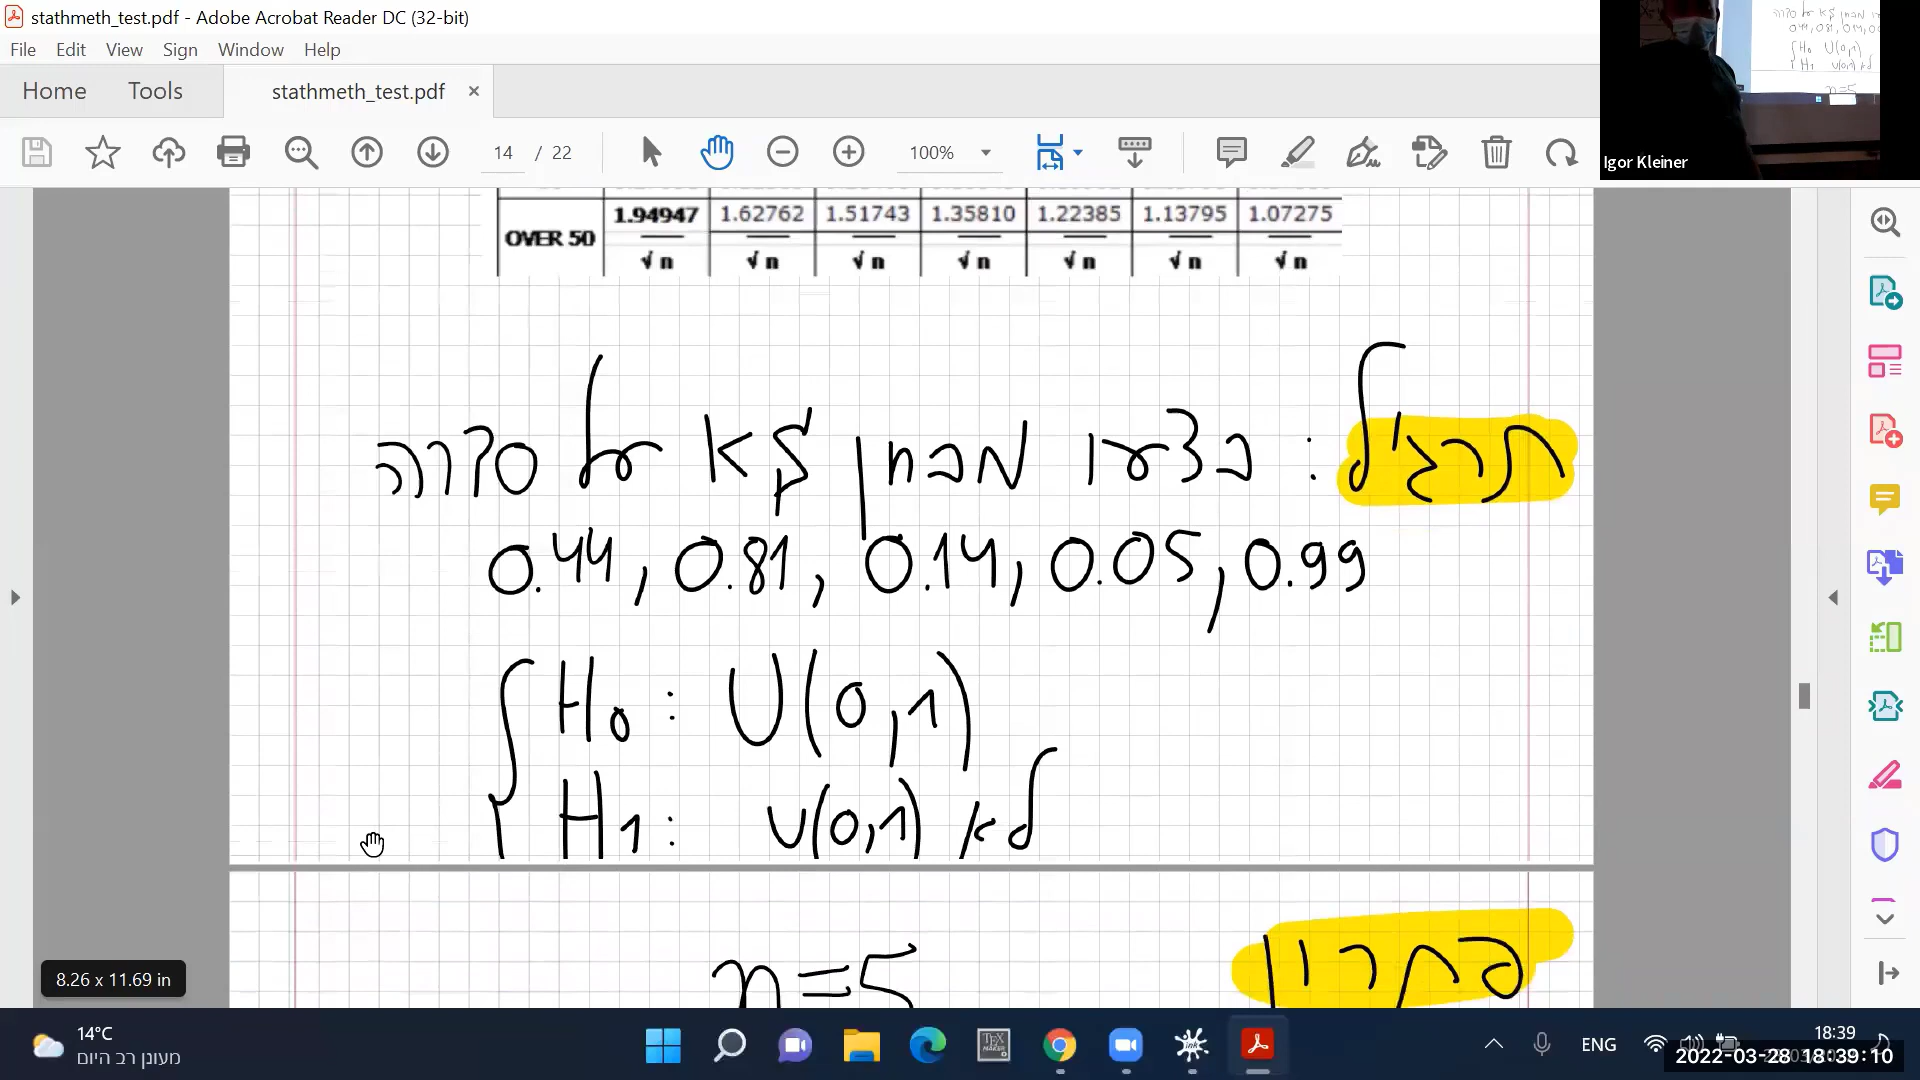 stathmeth_test.pdf - Adobe Acrobat Reader DC (32-bit)
File Edit View Sign Window Help
Home Tools stathmeth_test.pdf ×
14 / 22 100%
Igor Kleiner
OVER 50 1.94947 1.62762 1.51743 1.35810 1.22385 1.13795 1.07275
√n √n √n √n √n √n √n
תרגיל: בצעו מבחן KS על סדרה
0.44, 0.81, 0.14, 0.05, 0.99
H0 : U(0,1)
H1 : U(0,1) לא
פתרון
n=5
8.26 x 11.69 in
14°C
מעונן רב היום
ENG
18:39
2022-03-28 18:39:10